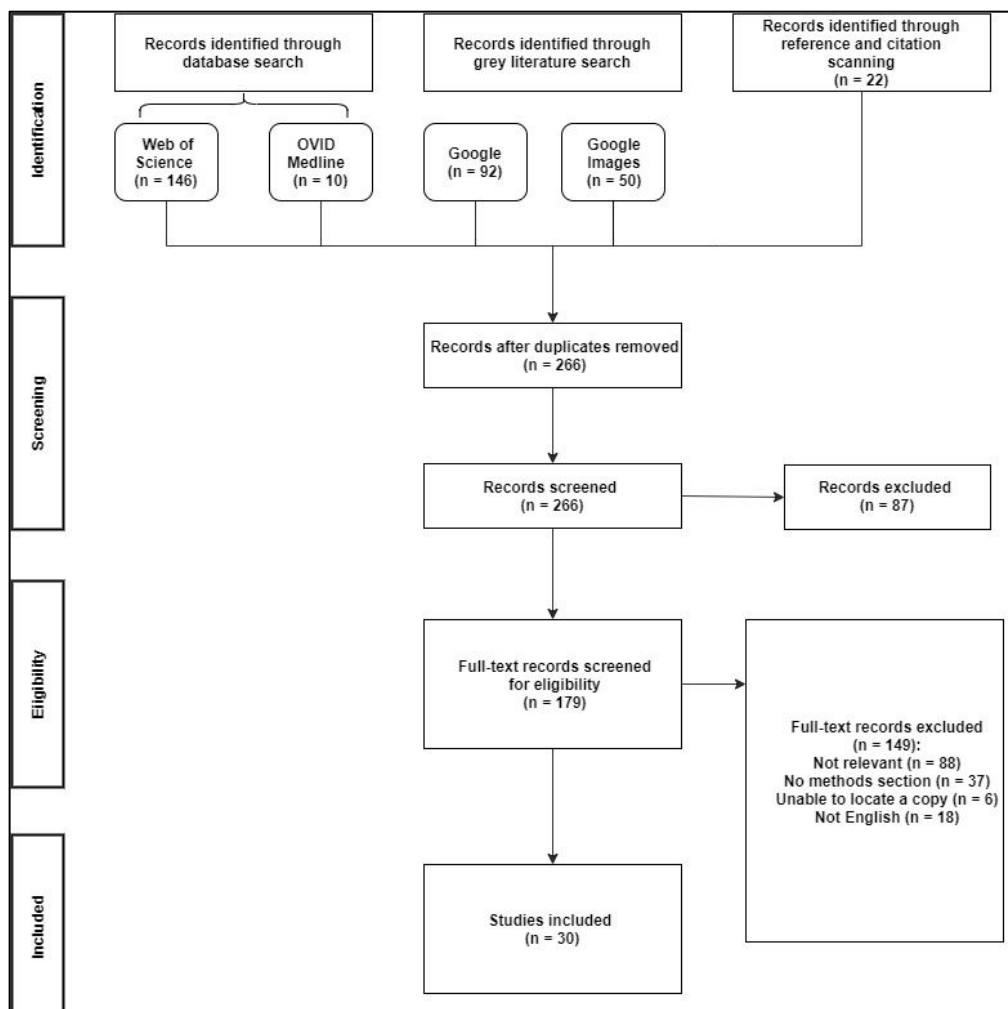 Identification
Records identified through
database search
Records identified through
grey literature search
Records identified through
reference and citation
scanning
(n = 22)
Web of
Science
(n = 146)
OVID
Medline
(n = 10)
Google
(n = 92)
Google
Images
(n = 50)
Screening
Records after duplicates removed
(n = 266)
Records screened
(n = 266)
Records excluded
(n = 87)
Eligibility
Full-text records screened
for eligibility
(n = 179)
Full-text records excluded
(n = 149):
Not relevant (n = 88)
No methods section (n = 37)
Unable to locate a copy (n = 6)
Not English (n = 18)
Included
Studies included
(n = 30)